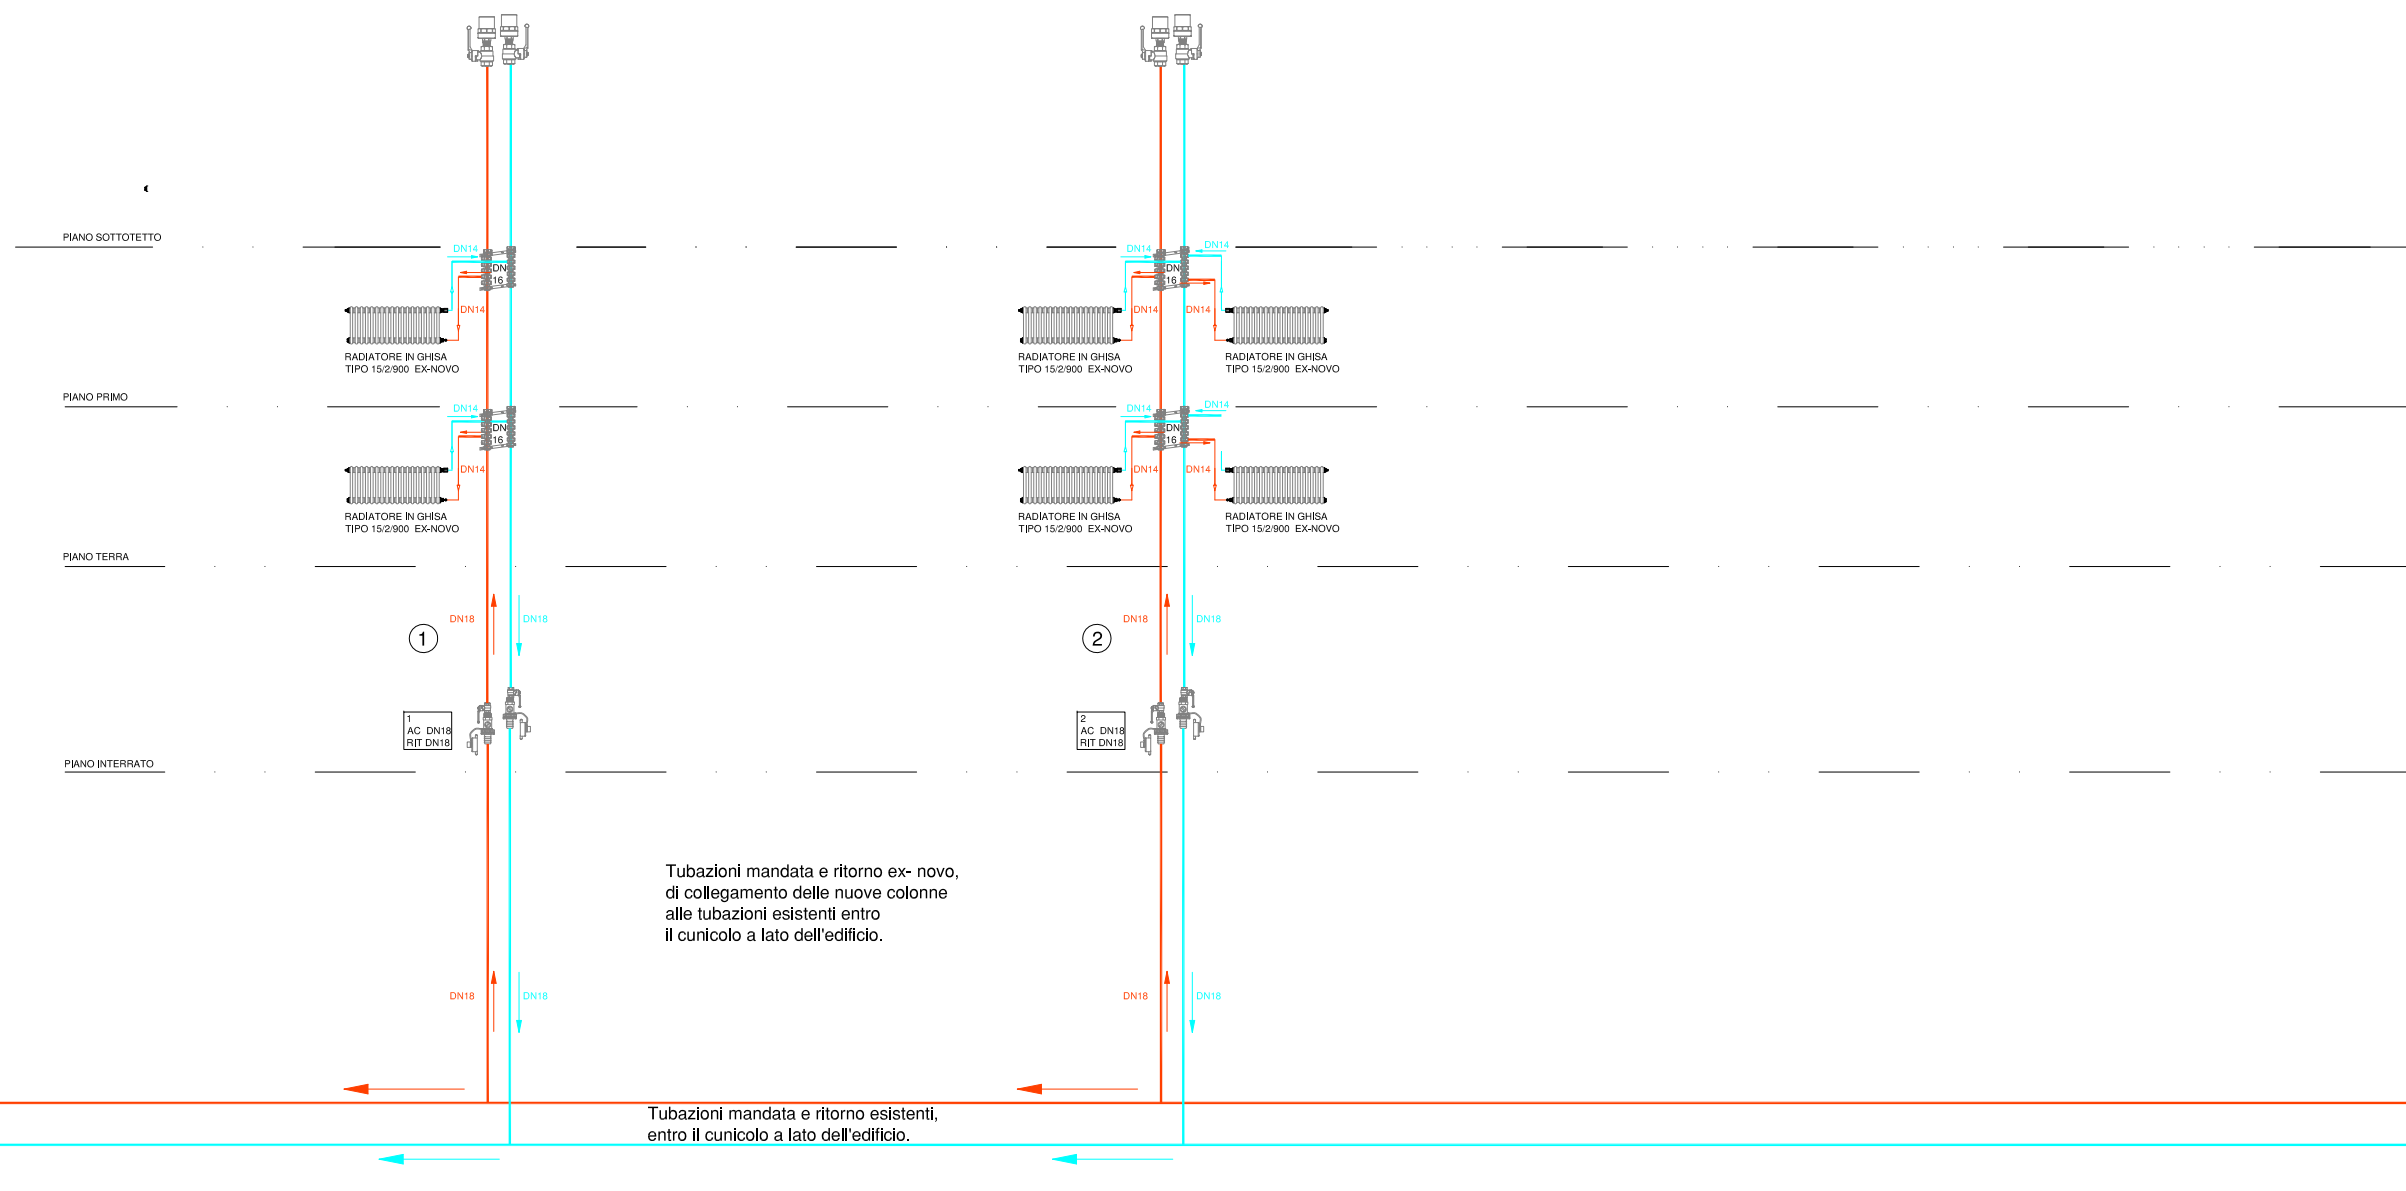 PIANO SOTTOTETTO
DN14
DN
16
DN14
RADIATORE IN GHISA
TIPO 15/2/900 EX-NOVO
DN14
DN14
DN
16
DN14
DN14
RADIATORE IN GHISA
TIPO 15/2/900 EX-NOVO
RADIATORE IN GHISA
TIPO 15/2/900 EX-NOVO
PIANO PRIMO
DN14
DN
16
DN14
RADIATORE IN GHISA
TIPO 15/2/900 EX-NOVO
DN14
DN14
DN
16
DN14
DN14
RADIATORE IN GHISA
TIPO 15/2/900 EX-NOVO
RADIATORE IN GHISA
TIPO 15/2/900 EX-NOVO
PIANO TERRA
DN18
DN18
1
DN18
DN18
2
1
AC DN18
RIT DN18
2
AC DN18
RIT DN18
PIANO INTERRATO
Tubazioni mandata e ritorno ex- novo,
di collegamento delle nuove colonne
alle tubazioni esistenti entro
il cunicolo a lato dell'edificio.
DN18
DN18
DN18
DN18
Tubazioni mandata e ritorno esistenti,
entro il cunicolo a lato dell'edificio.